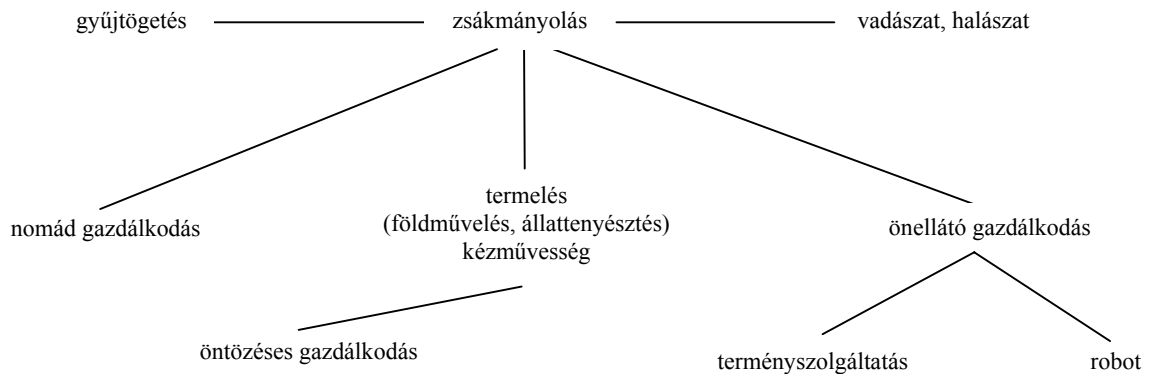 gyűjtögetés zsákmányolás vadászat, halászat
termelés
(földművelés, állattenyésztés)
nomád gazdálkodás önellátó gazdálkodás
kézművesség
öntözéses gazdálkodás
terményszolgáltatás robot